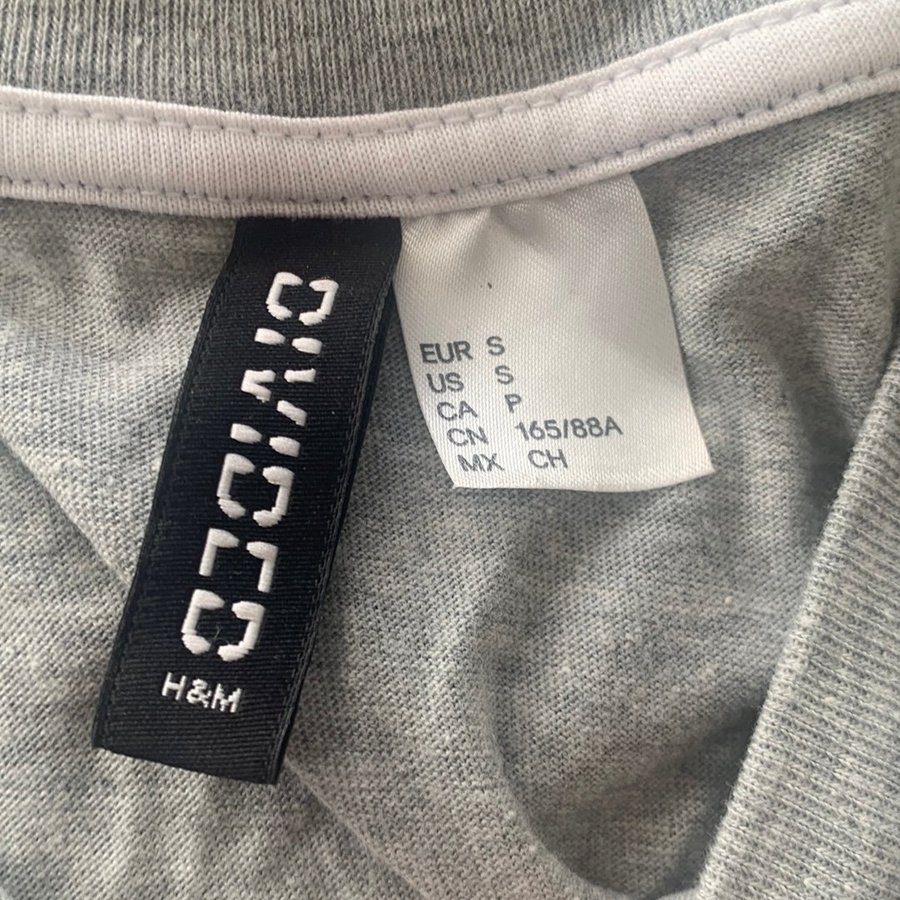 DIVIDED
H&M
EUR S
US S
CA P
CN 165/88A
MX CH